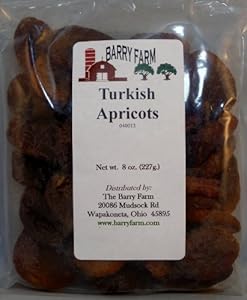 BARRY FARM
Turkish
Apricots
040013
Net wt.  8 oz. (227g.)
Distributed by:
The Barry Farm
20086 Mudsock Rd
Wapakoneta, Ohio  45895
www.barryfarm.com